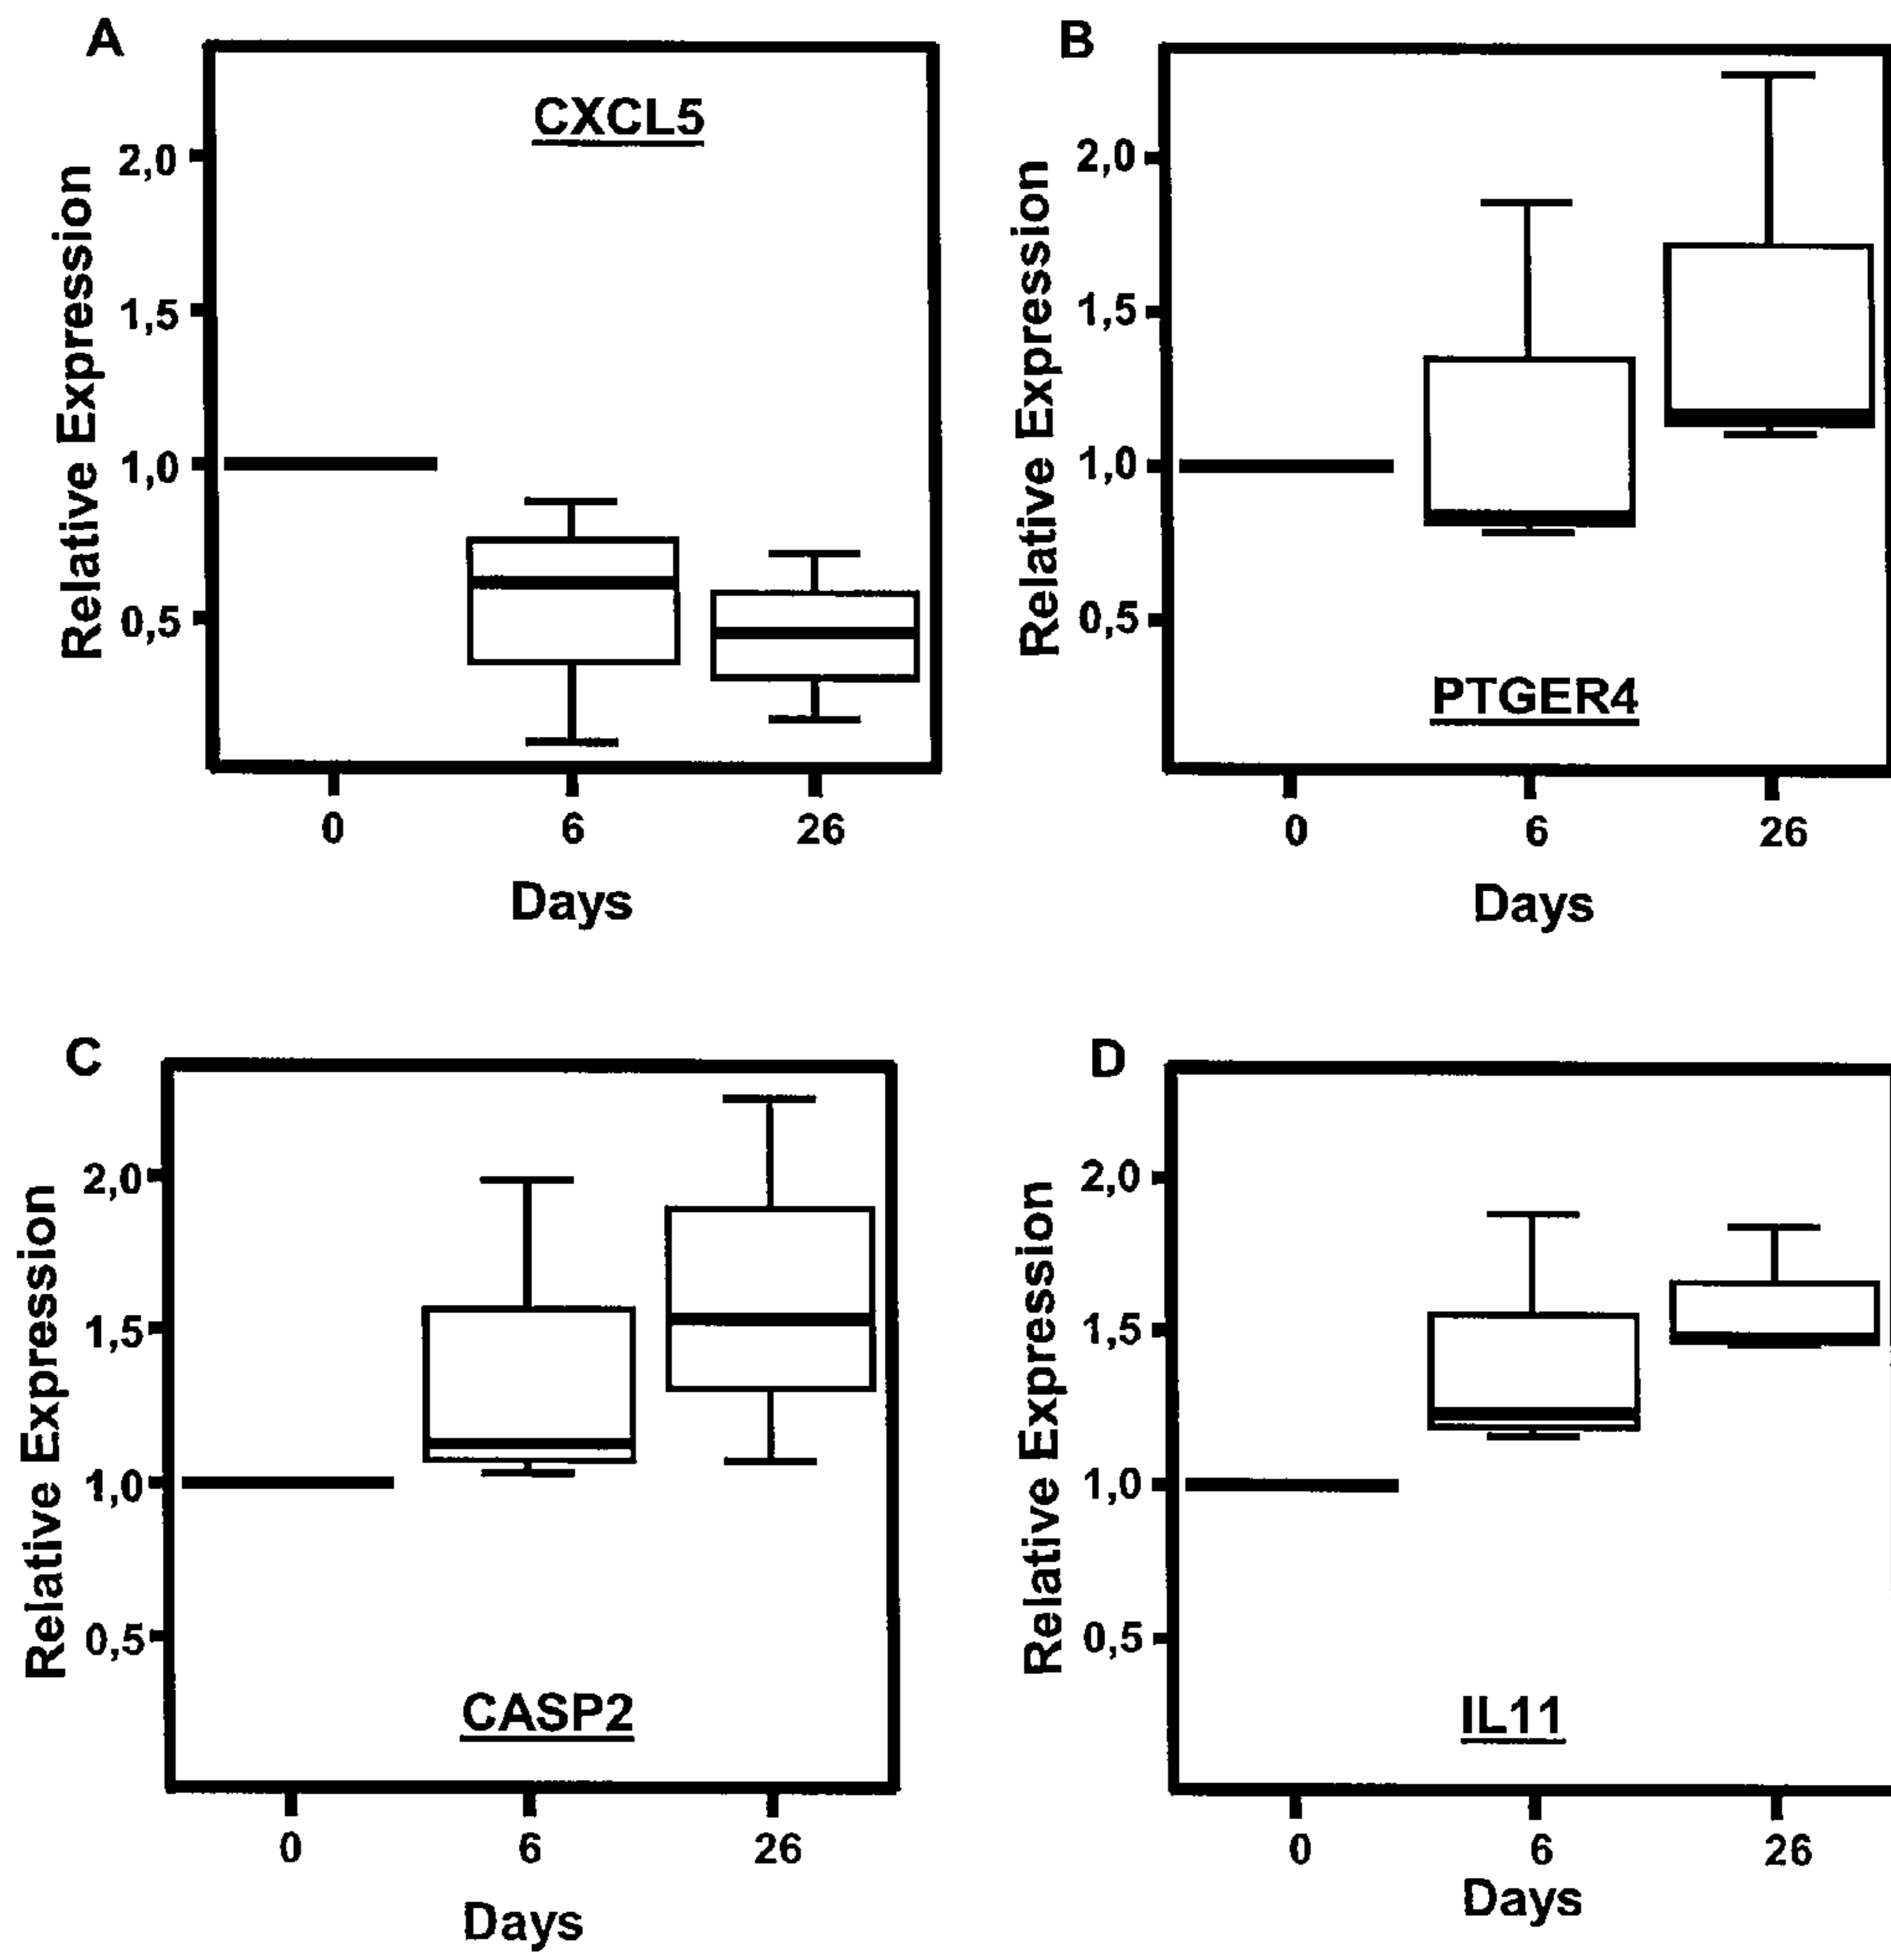 A
CXCL5
Relative Expression
2,0
1,5
1,0
0,5
0
6
26
Days
B
Relative Expression
2,0
1,5
1,0
0,5
PTGER4
0
6
26
Days
C
Relative Expression
2,0
1,5
1,0
0,5
CASP2
0
6
26
Days
D
Relative Expression
2,0
1,5
1,0
0,5
IL11
0
6
26
Days